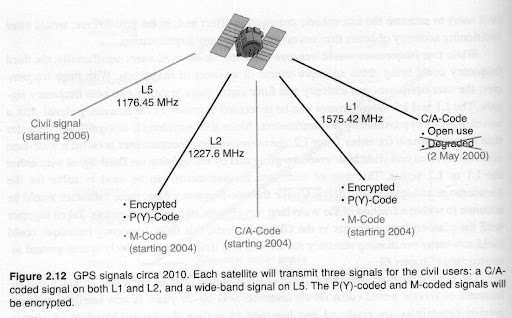 L5
1176.45 MHz
L1
1575.42 MHz
Civil signal
(starting 2006)
C/A-Code
• Open use
• Degraded
(2 May 2000)
L2
1227.6 MHz
• Encrypted
• P(Y)-Code
• M-Code
(starting 2004)
C/A-Code
(starting 2004)
• Encrypted
• P(Y)-Code
• M-Code
(starting 2004)
Figure 2.12 GPS signals circa 2010. Each satellite will transmit three signals for the civil users: a C/A-
coded signal on both L1 and L2, and a wide-band signal on L5. The P(Y)-coded and M-coded signals will
be encrypted.